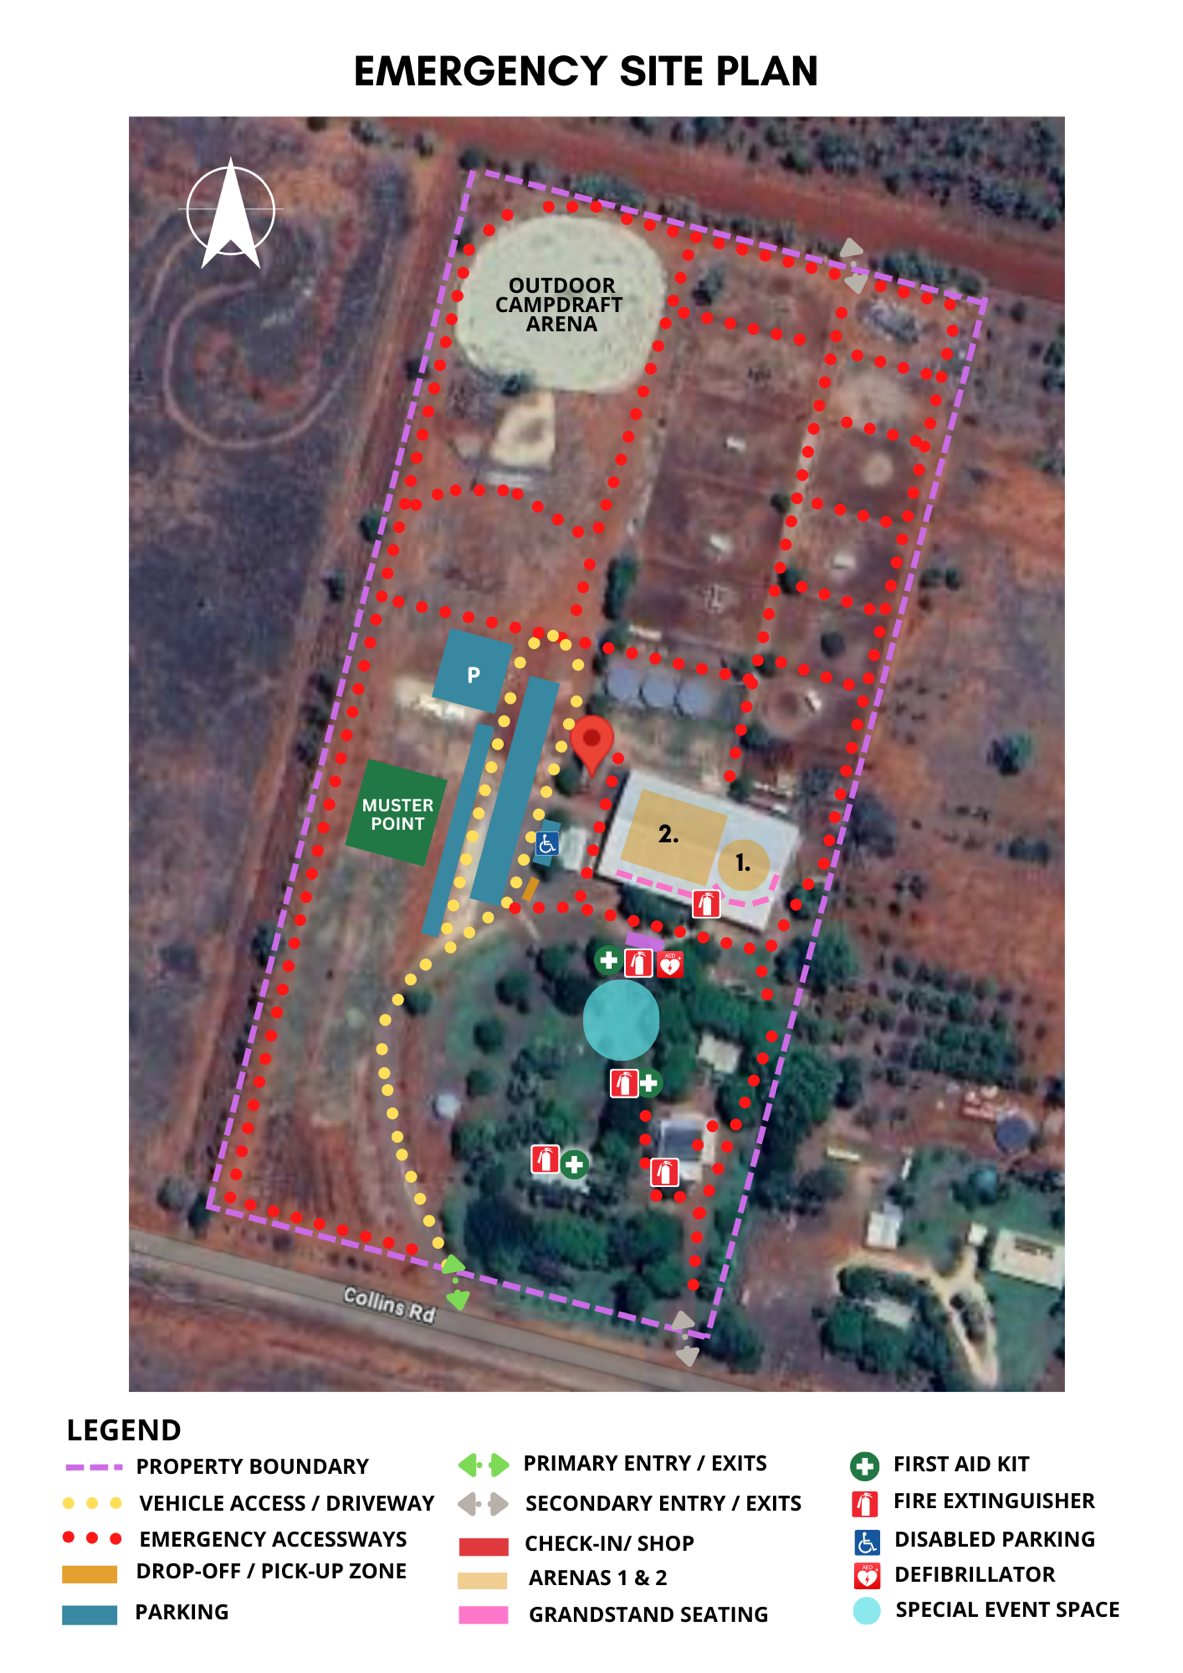 EMERGENCY SITE PLAN
OUTDOOR
CAMPDRAFT
ARENA
P
MUSTER
POINT
2.
1.
AED
Collins Rd
LEGEND
PROPERTY BOUNDARY
VEHICLE ACCESS / DRIVEWAY
EMERGENCY ACCESSWAYS
DROP-OFF / PICK-UP ZONE
PARKING
PRIMARY ENTRY / EXITS
SECONDARY ENTRY / EXITS
CHECK-IN/ SHOP
ARENAS 1 & 2
GRANDSTAND SEATING
FIRST AID KIT
FIRE EXTINGUISHER
DISABLED PARKING
AED
DEFIBRILLATOR
SPECIAL EVENT SPACE